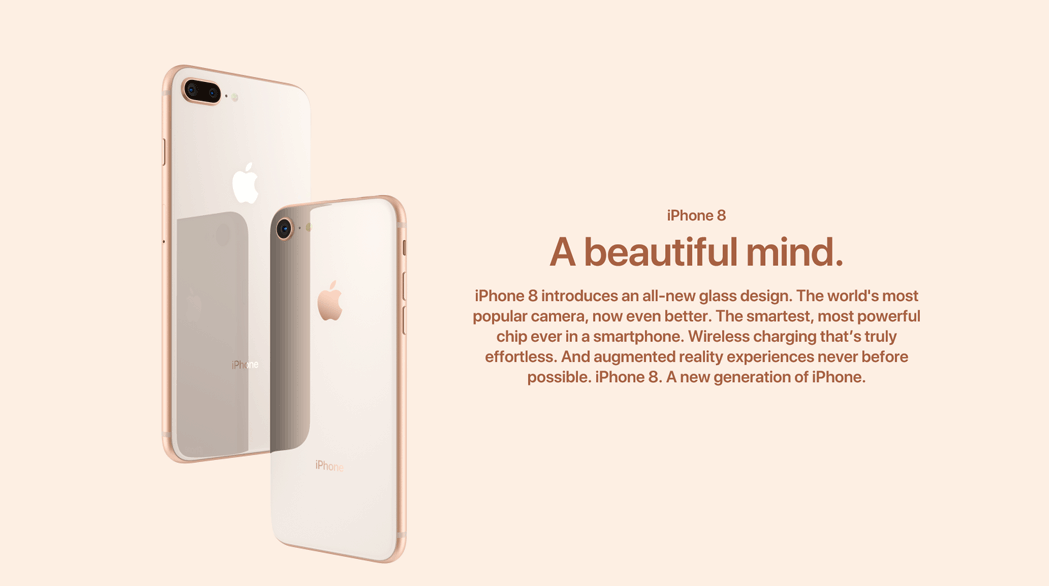 iPhone 8
A beautiful mind.
iPhone 8 introduces an all-new glass design. The world's most
popular camera, now even better. The smartest, most powerful
chip ever in a smartphone. Wireless charging that’s truly
effortless. And augmented reality experiences never before
possible. iPhone 8. A new generation of iPhone.
iPhone
iPhone